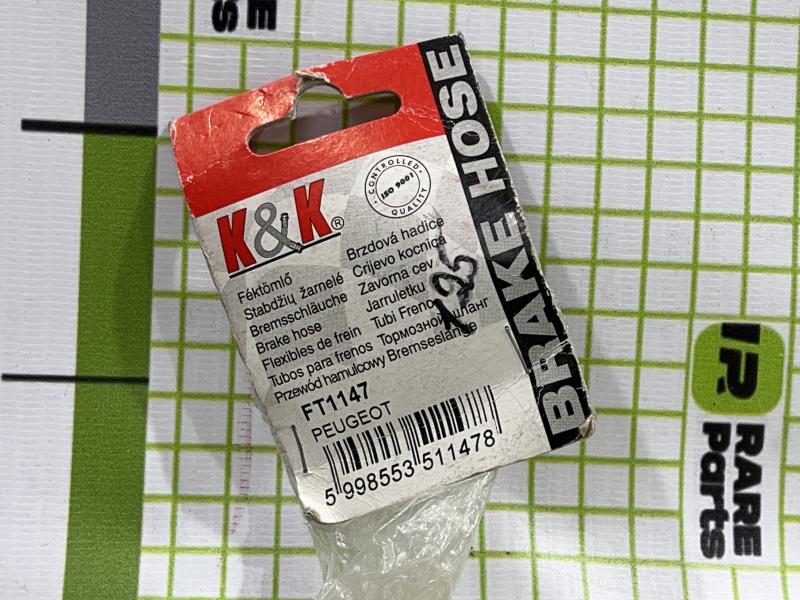 K&K®
CONTROLLED
ISO 9001
QUALITY
BRAKE HOSE
Féktömlő
Stabdžių žarnelé
Bremsschläuche
Brake hose
Flexibles de frein
Tubos para frenos
Przewód hamulcowy
Brzdová hadice
Crijevo kocnica
Zavorna cev
Jarruletku
Tubi Freno
Тормозной шланг
Bremseslange
FT1147
PEUGEOT
5 998553 511478
RARE
Parts